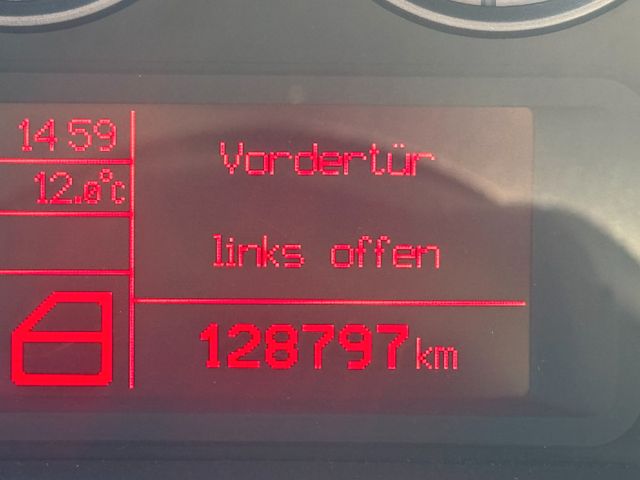 14 59
12.0°C
Vordertür
links offen
128797 km